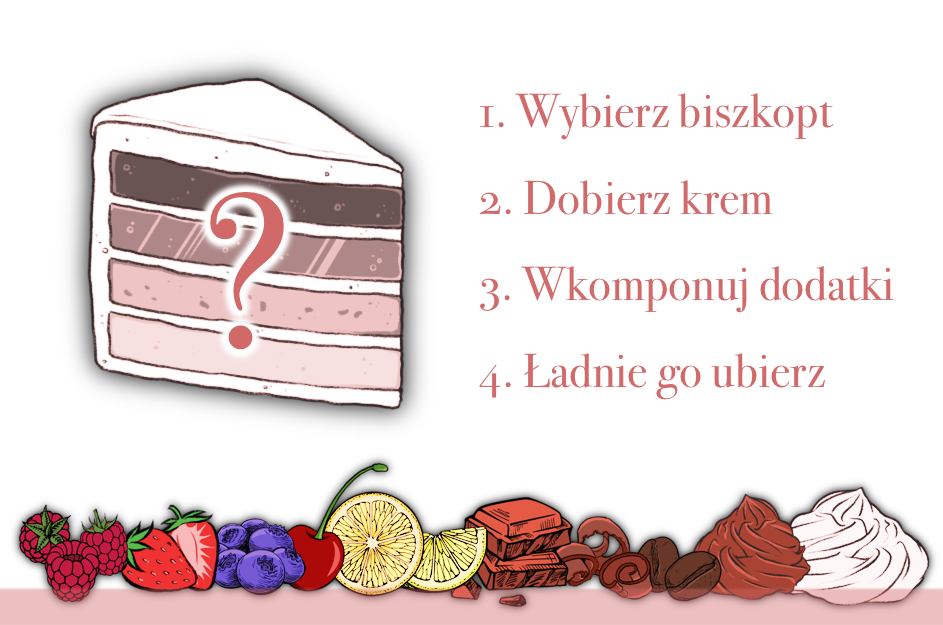 ?
1. Wybierz biszkopt
2. Dobierz krem
3. Wkomponuj dodatki
4. Ładnie go ubierz